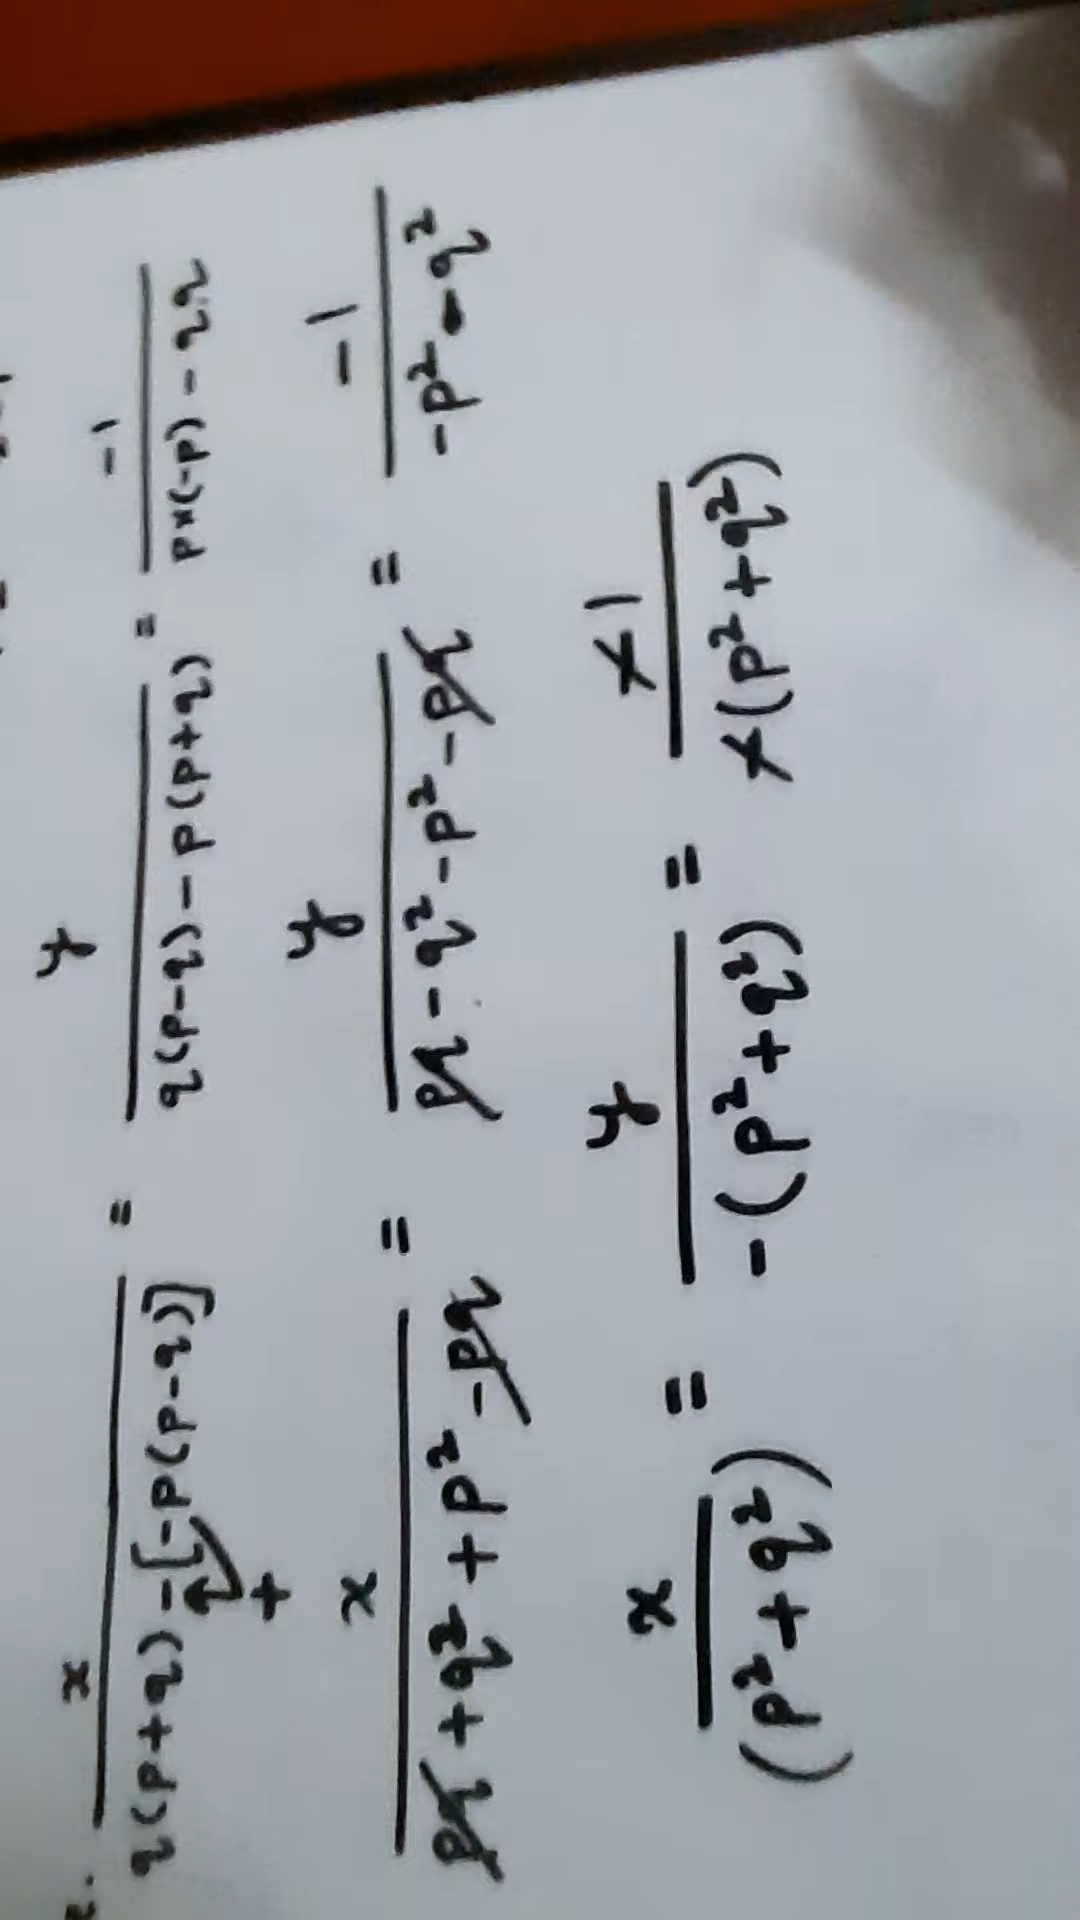 x/(q(p+q)-[-p(p-q)]) = y/(q(p-q)-p(p+q)) = -1/(p×(-p)-q·q)
+
x/(pq+q²+p²-pq) = y/(pq-q²-p²-pq) = -1/(-p²-q²)
x/(p²+q²) = y/-(p²+q²) = -1/-(p²+q²)